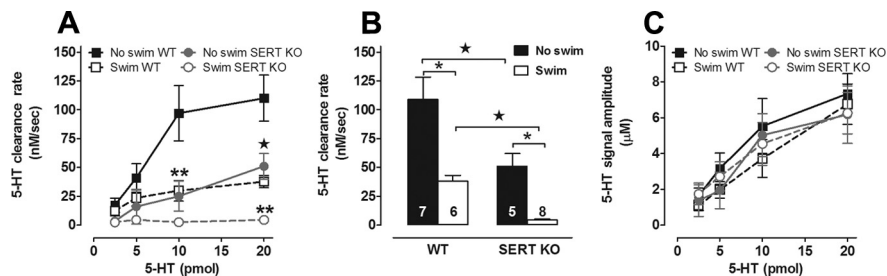 A
No swim WT
No swim SERT KO
Swim WT
Swim SERT KO
5-HT clearance rate
(nM/sec)
150
125
100
75
50
25
0
**
★
**
0 5 10 15 20
5-HT (pmol)
B
5-HT clearance rate
(nM/sec)
150
125
100
75
50
25
0
★
No swim
Swim
*
★
*
7 6 5 8
WT SERT KO
C
No swim WT
No swim SERT KO
Swim WT
Swim SERT KO
5-HT signal amplitude
(μM)
8
6
4
2
0
0 5 10 15 20
5-HT (pmol)